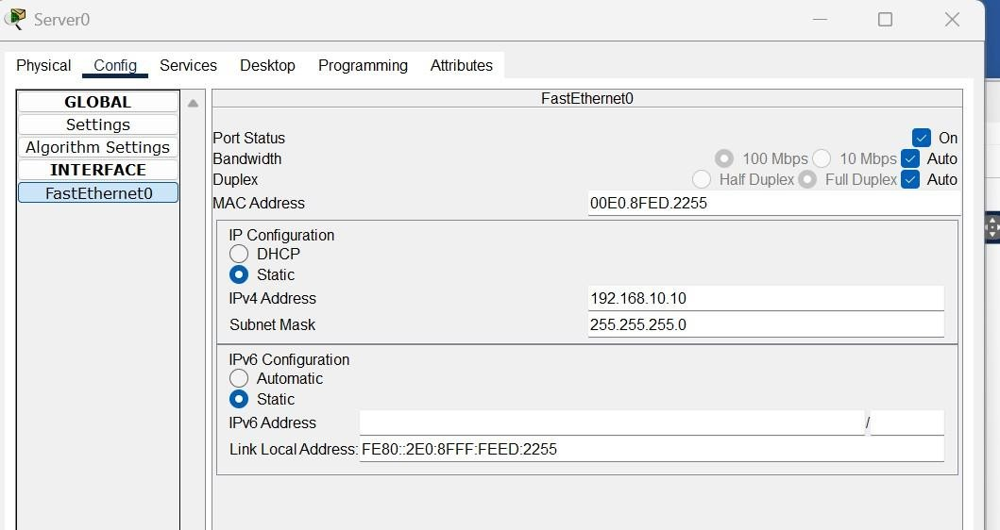 Server0
Physical Config Services Desktop Programming Attributes
GLOBAL
Settings
Algorithm Settings
INTERFACE
FastEthernet0
FastEthernet0
Port Status On
Bandwidth 100 Mbps 10 Mbps Auto
Duplex Half Duplex Full Duplex Auto
MAC Address 00E0.8FED.2255
IP Configuration
DHCP
Static
IPv4 Address 192.168.10.10
Subnet Mask 255.255.255.0
IPv6 Configuration
Automatic
Static
IPv6 Address /
Link Local Address: FE80::2E0:8FFF:FEED:2255